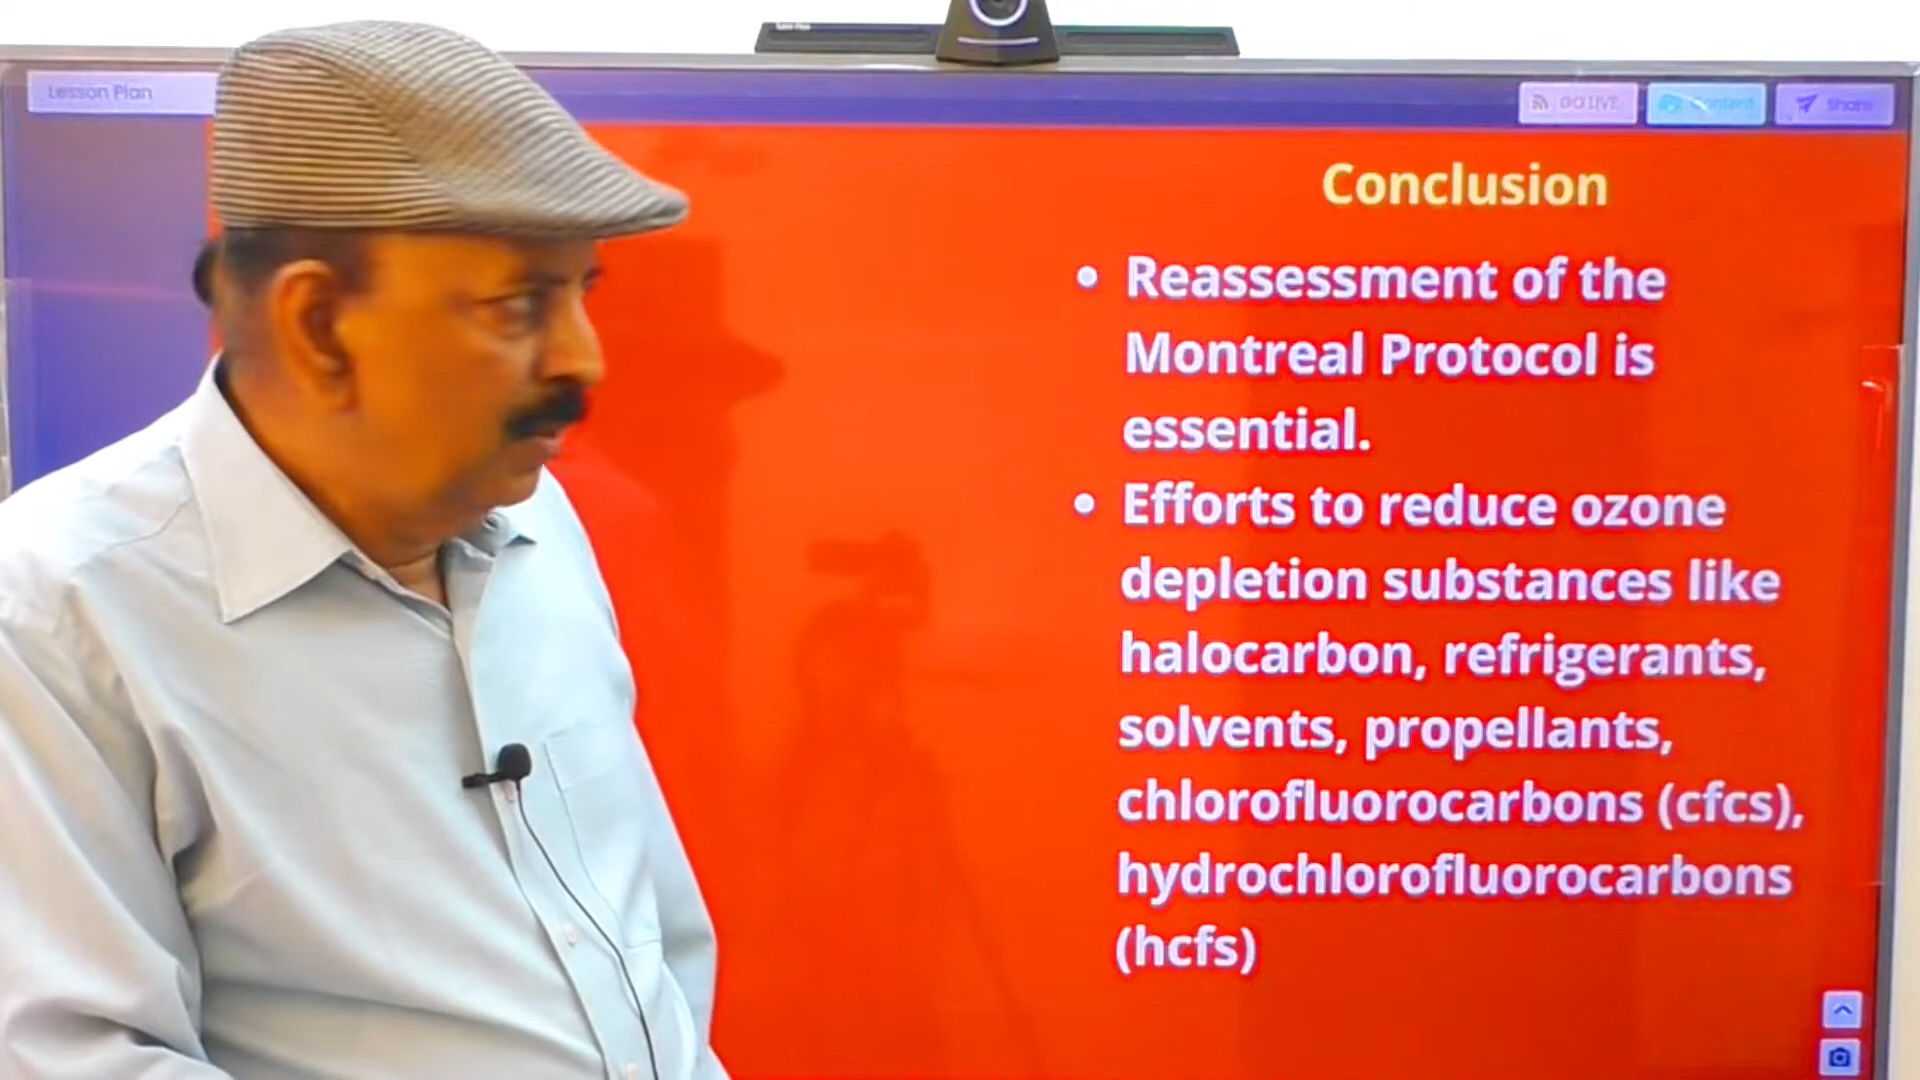 Lesson Plan
GO LIVE
Content
Share
Conclusion
• Reassessment of the
Montreal Protocol is
essential.
• Efforts to reduce ozone
depletion substances like
halocarbon, refrigerants,
solvents, propellants,
chlorofluorocarbons (cfcs),
hydrochlorofluorocarbons
(hcfs)